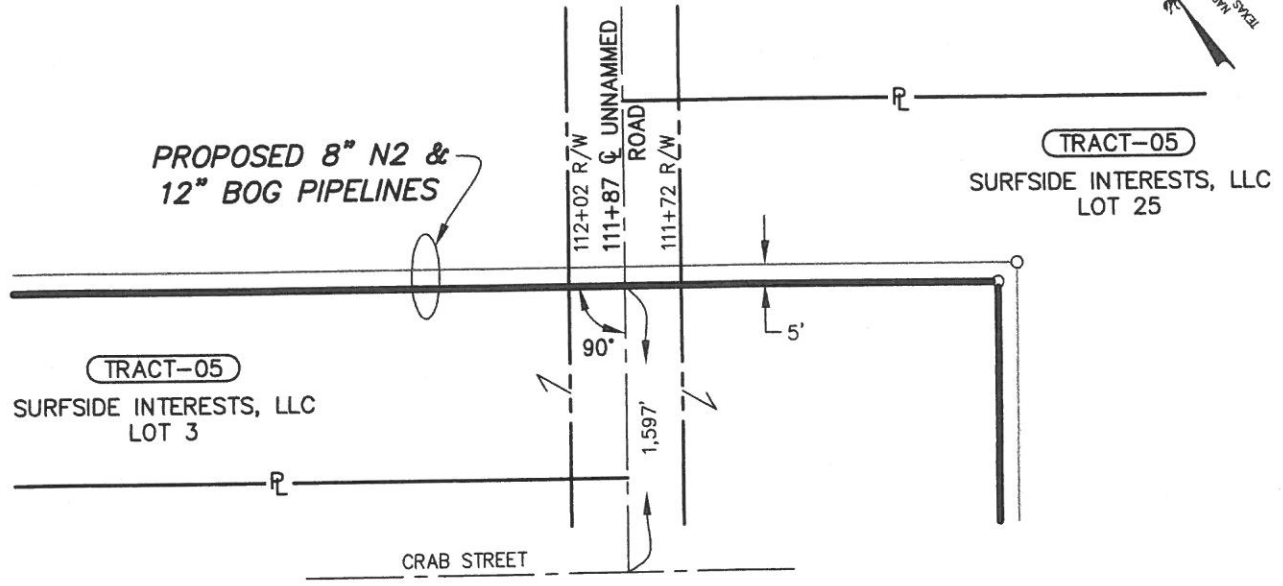 TEXAS
PROPOSED 8" N2 &
12" BOG PIPELINES
112+02 R/W
111+87 ℄ UNNAMMED
ROAD
111+72 R/W
℄
TRACT-05
SURFSIDE INTERESTS, LLC
LOT 25
5'
90°
1,597'
TRACT-05
SURFSIDE INTERESTS, LLC
LOT 3
PL
CRAB STREET